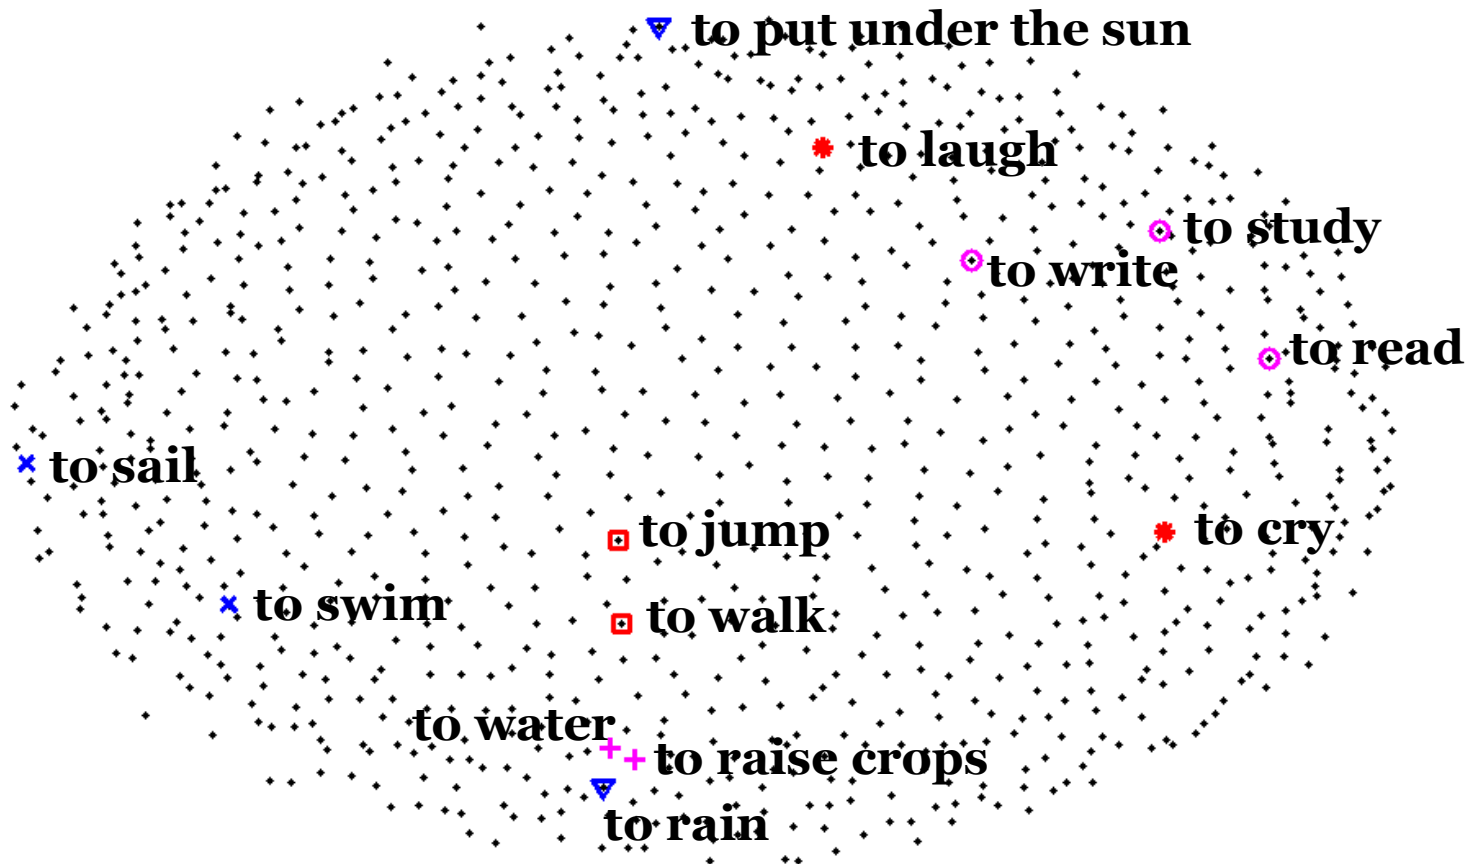 to put under the sun
to laugh
to study
to write
to read
to sail
to jump
to cry
to swim
to walk
to water
to raise crops
to rain